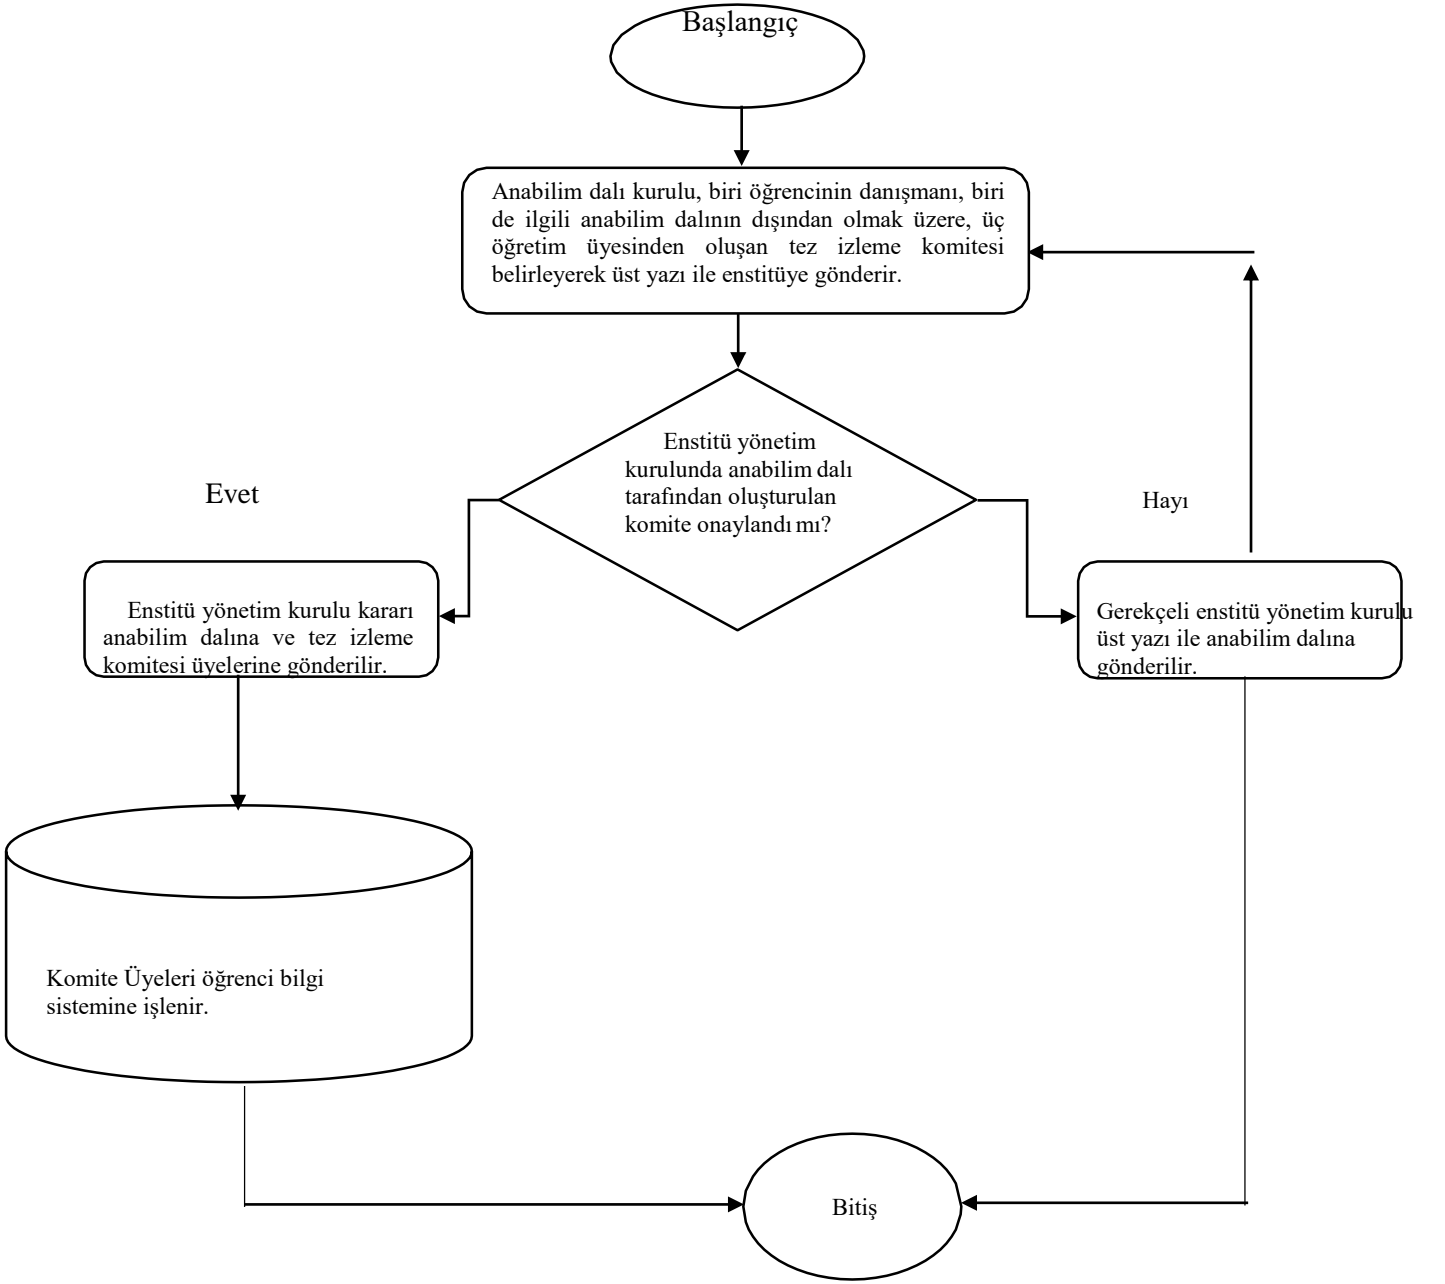 Başlangıç
Anabilim dalı kurulu, biri öğrencinin danışmanı, biri
de ilgili anabilim dalının dışından olmak üzere, üç
öğretim üyesinden oluşan tez izleme komitesi
belirleyerek üst yazı ile enstitüye gönderir.
Enstitü yönetim
kurulunda anabilim dalı
tarafından oluşturulan
komite onaylandı mı?
Evet
Hayı
Enstitü yönetim kurulu kararı
anabilim dalına ve tez izleme
komitesi üyelerine gönderilir.
Gerekçeli enstitü yönetim kurulu
üst yazı ile anabilim dalına
gönderilir.
Komite Üyeleri öğrenci bilgi
sistemine işlenir.
Bitiş